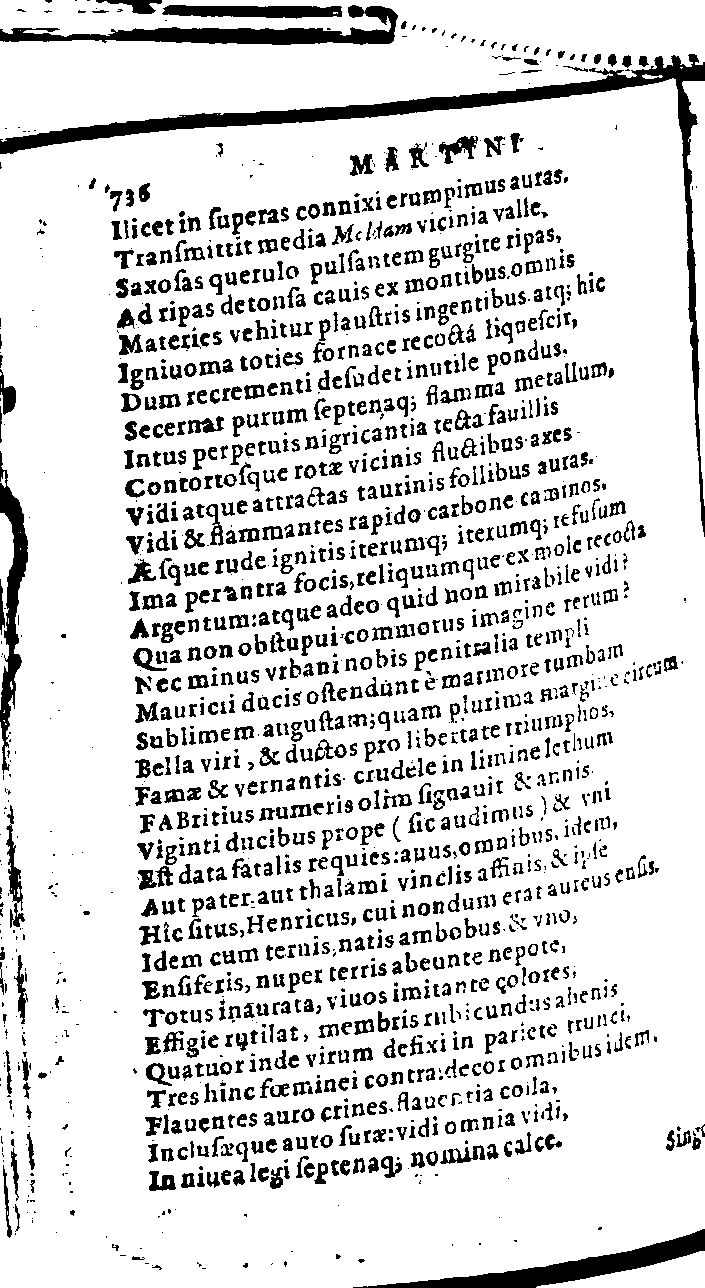 MARTINI
736
Ilicet in ſuperas connixi erumpimus auras.
Tranſmittit media Meldam vicinia valle,
Saxoſas querulo pulſantem gurgite ripas,
Ad ripas detonſa cauis ex montibus omnis
Materies vehitur plauſtris ingentibus atq; hic
Igniuoma toties fornace recoctá liqueſcit,
Dum recrementi deſudet inutile pondus.
Secernat purum ſeptenaq; flamma metallum,
Intus perpetuis nigricantia tecta fauillis
Contortoſque rotæ vicinis fluctibus axes
Vidi atque attractas taurinis follibus auras.
Vidi & flammantes rapido carbone caminos.
Æſque rude ignitis iterumq; iterumq; refuſum
Ima per antra focis, reliquumque ex mole recocta
Argentum: atque adeo quid non mirabile vidi?
Qua non obſtupui commotus imagine rerum?
Nec minus vrbani nobis penitralia templi
Mauricii ducis oſtendunt è marmore tumbam
Sublimem auguſtam; quam plurima margine circum
Bella viri, & ductos pro libertate triumphos,
Famæ & vernantis crudele in limine lethum
FABritius numeris olim ſignauit & annis
Viginti ducibus prope ( ſic audimus ) & vni
Eſt data fatalis requies: auus, omnibus, idem,
Aut pater aut thalami vinclis affinis, & ipſe
Hic ſitus, Henricus, cui nondum erat aureus enſis.
Idem cum ternis, natis ambobus & vno,
Enſiferis, nuper terris abeunte nepote,
Totus inaurata, viuos imitante colores,
Effigie rutilat, membris rubicundus ahenis
Quatuor inde virum defixi in pariete trunci,
Tres hinc fœminei contra: decor omnibus idem.
Flauentes auro crines, flauentia colla,
Incluſæque auro ſuræ: vidi omnia vidi,
In niuea legi ſeptenaq; nomina calce.